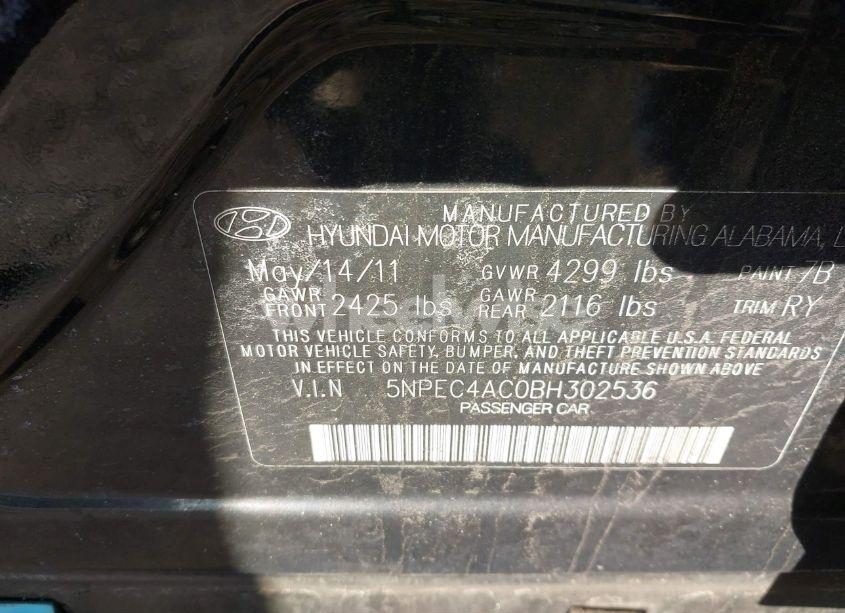 MANUFACTURED BY
HYUNDAI MOTOR MANUFACTURING ALABAMA, L
May/14/11 GVWR 4299 lbs PAINT 7B
GAWR FRONT 2425 lbs GAWR REAR 2116 lbs TRIM RY
THIS VEHICLE CONFORMS TO ALL APPLICABLE U.S.A. FEDERAL
MOTOR VEHICLE SAFETY, BUMPER, AND THEFT PREVENTION STANDARDS
IN EFFECT ON THE DATE OF MANUFACTURE SHOWN ABOVE.
V.I.N 5NPEC4AC0BH302536
PASSENGER CAR